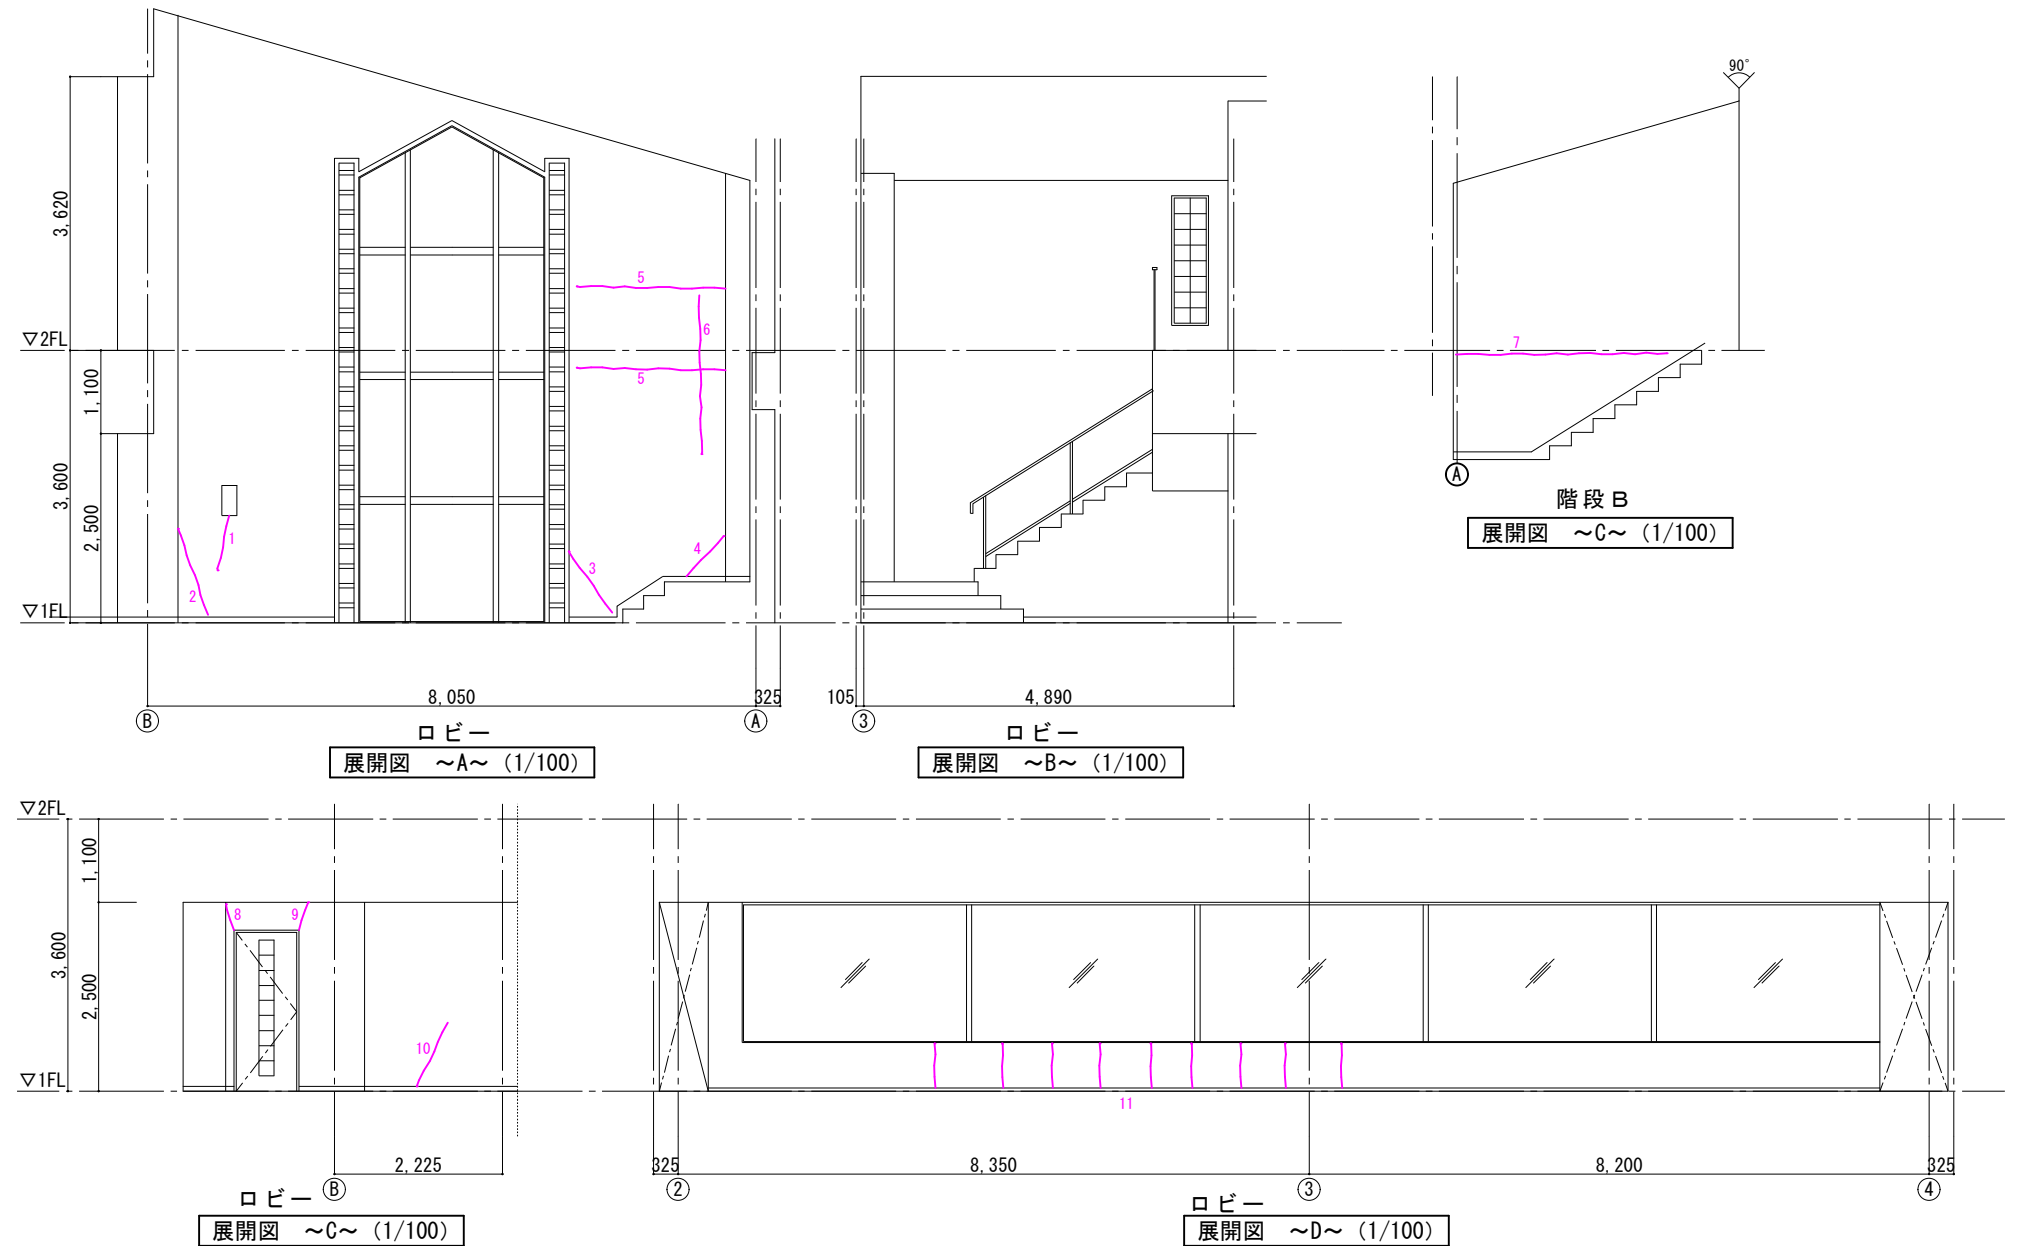 90°
3,620
5
6
▽2FL
7
5
1,100
3,600
2,500
A
階段B
展開図 ~C~ (1/100)
1
4
3
2
▽1FL
8,050
325
105
4,890
B
A
3
ロビー
展開図 ~A~ (1/100)
ロビー
展開図 ~B~ (1/100)
▽2FL
1,100
3,600
2,500
8
9
10
▽1FL
11
2,225
325
8,350
8,200
325
B
2
3
4
ロビー
展開図 ~C~ (1/100)
ロビー
展開図 ~D~ (1/100)